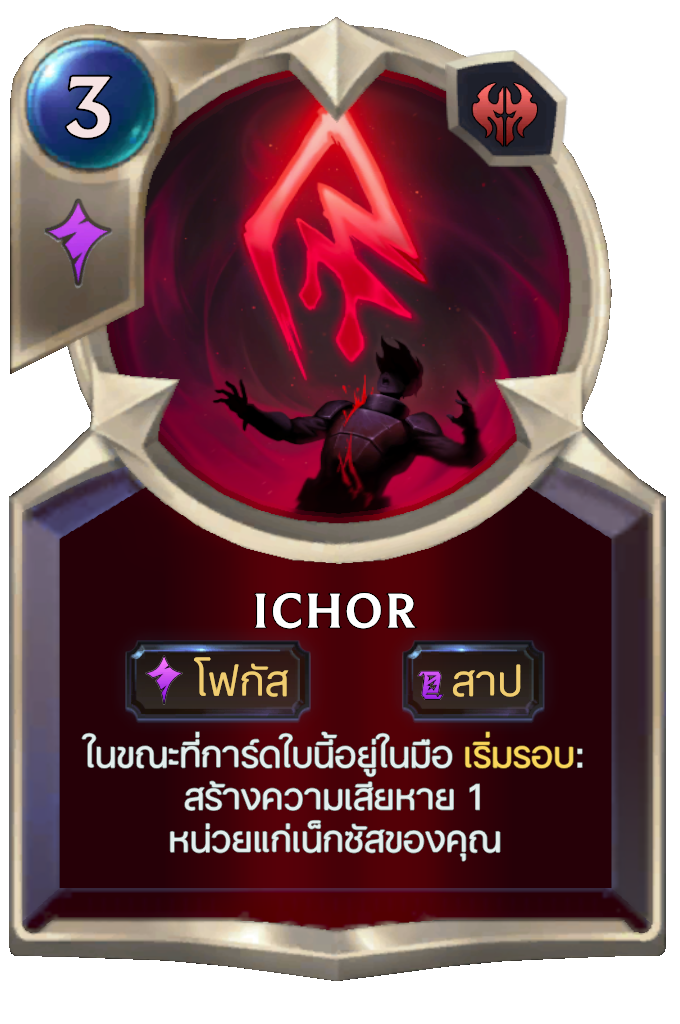 3
ICHOR
โฟกัส
สาป
ในขณะที่การ์ดใบนี้อยู่ในมือ เริ่มรอบ:
สร้างความเสียหาย 1
หน่วยแก่เน็กซัสของคุณ